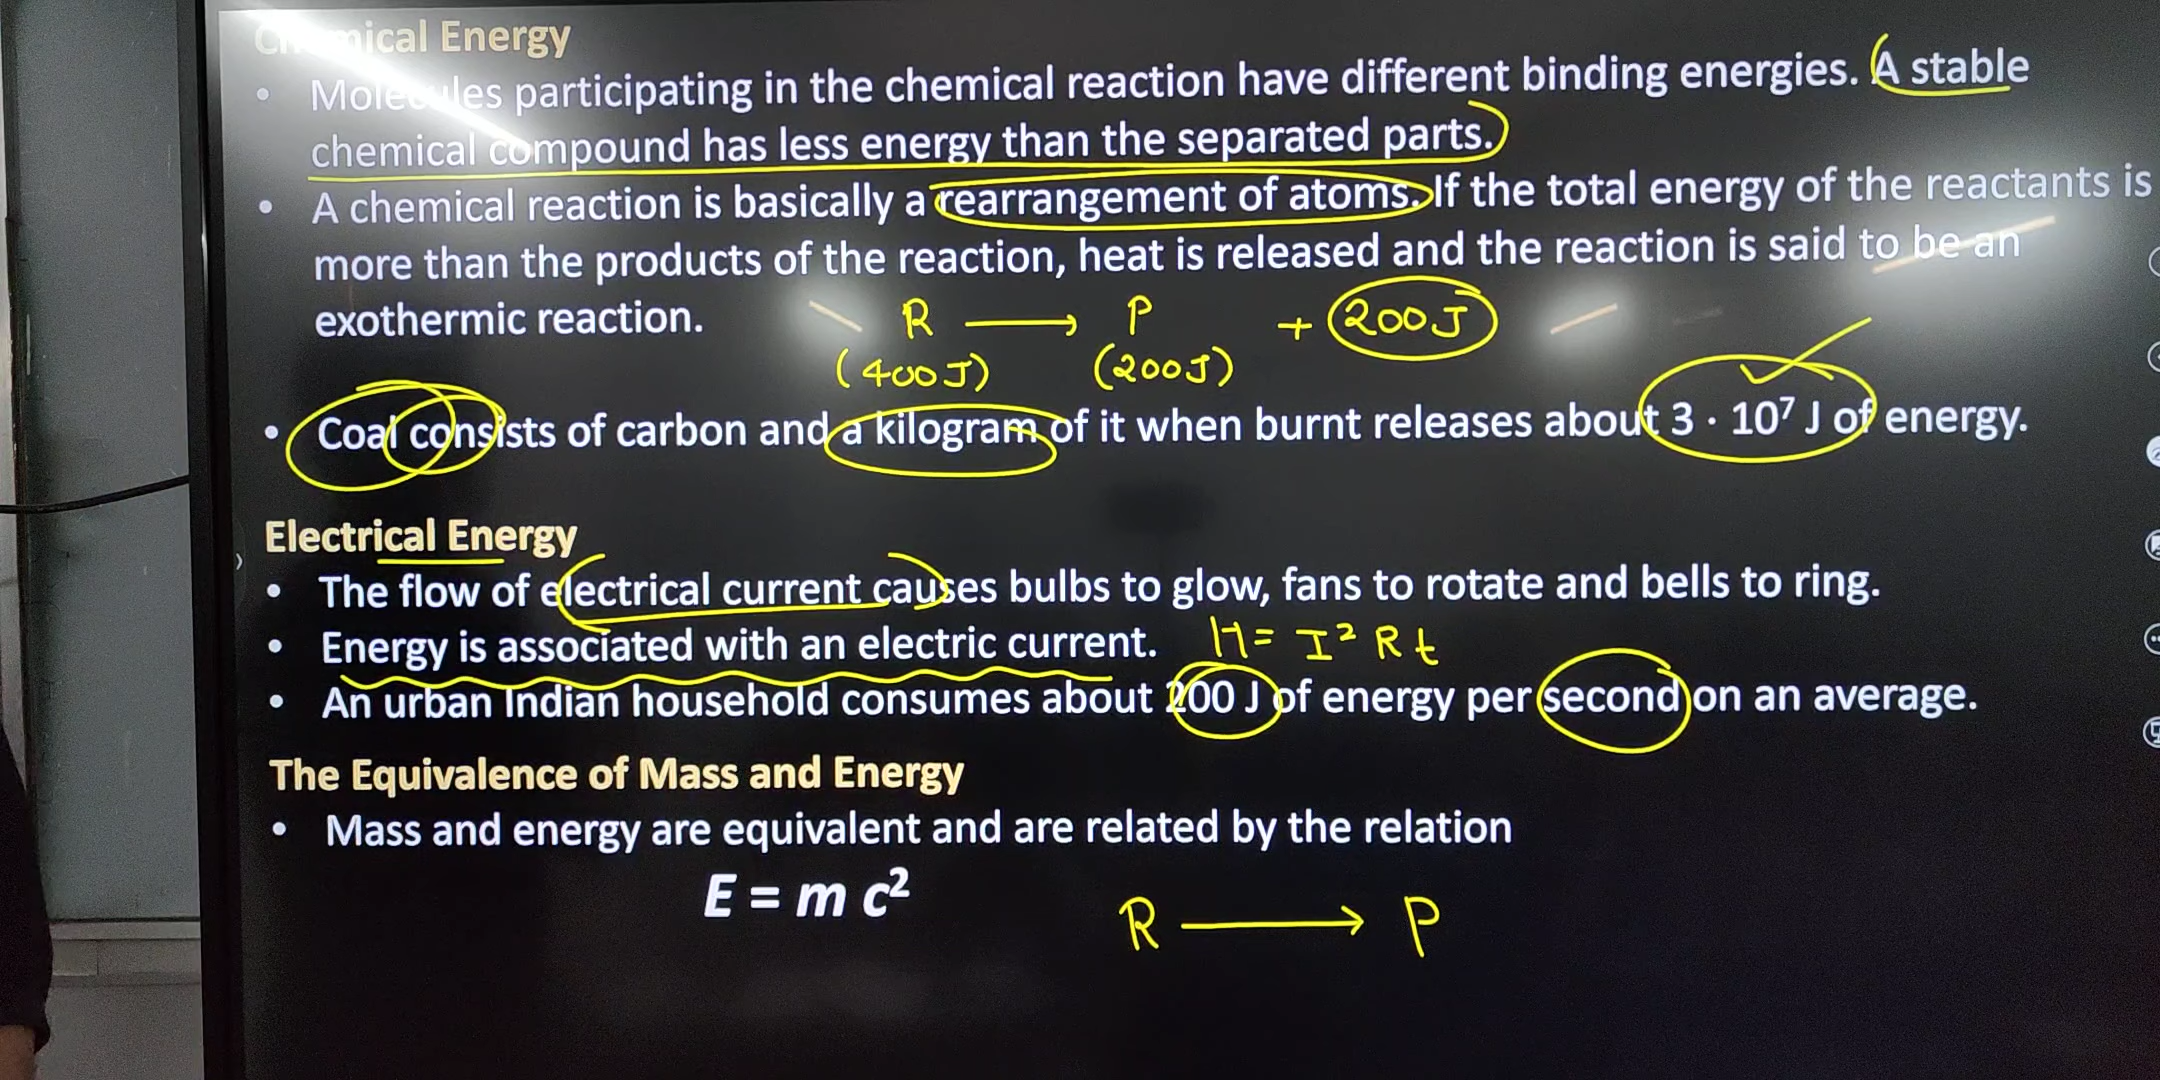 Chemical Energy
• Molecules participating in the chemical reaction have different binding energies. A stable
chemical compound has less energy than the separated parts.
• A chemical reaction is basically a rearrangement of atoms. If the total energy of the reactants is
more than the products of the reaction, heat is released and the reaction is said to be an
exothermic reaction.
R ⟶ P + 200J
(400J) (200J)
• Coal consists of carbon and a kilogram of it when burnt releases about 3 · 10⁷ J of energy.
Electrical Energy
• The flow of electrical current causes bulbs to glow, fans to rotate and bells to ring.
• Energy is associated with an electric current. H = I² R t
• An urban Indian household consumes about 200 J of energy per second on an average.
The Equivalence of Mass and Energy
• Mass and energy are equivalent and are related by the relation
E = m c²
R ⟶ P